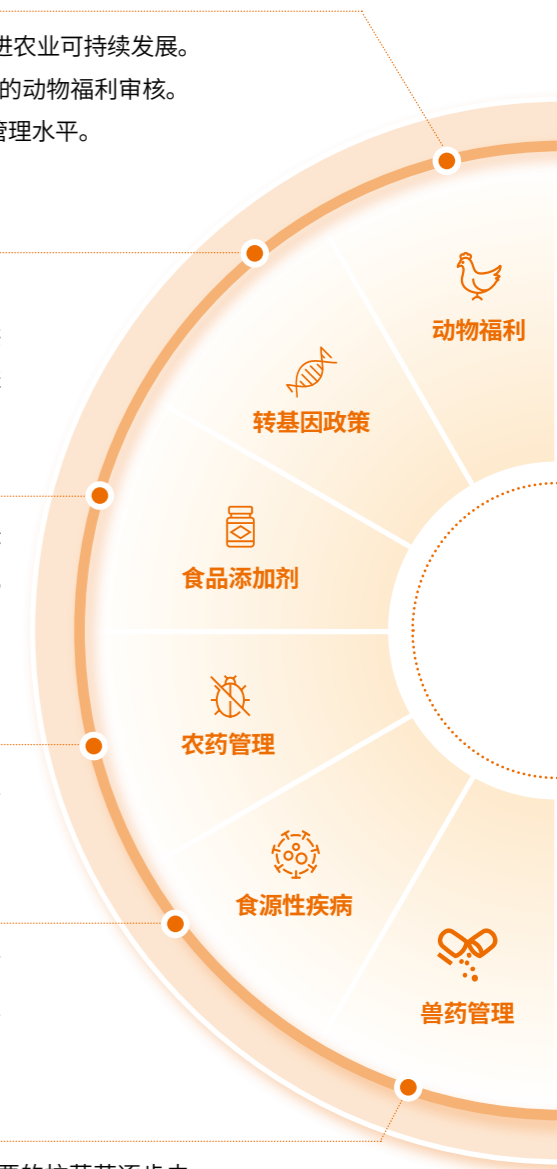 进农业可持续发展。
的动物福利审核。
管理水平。
动物福利
转基因政策
食品添加剂
农药管理
食源性疾病
兽药管理